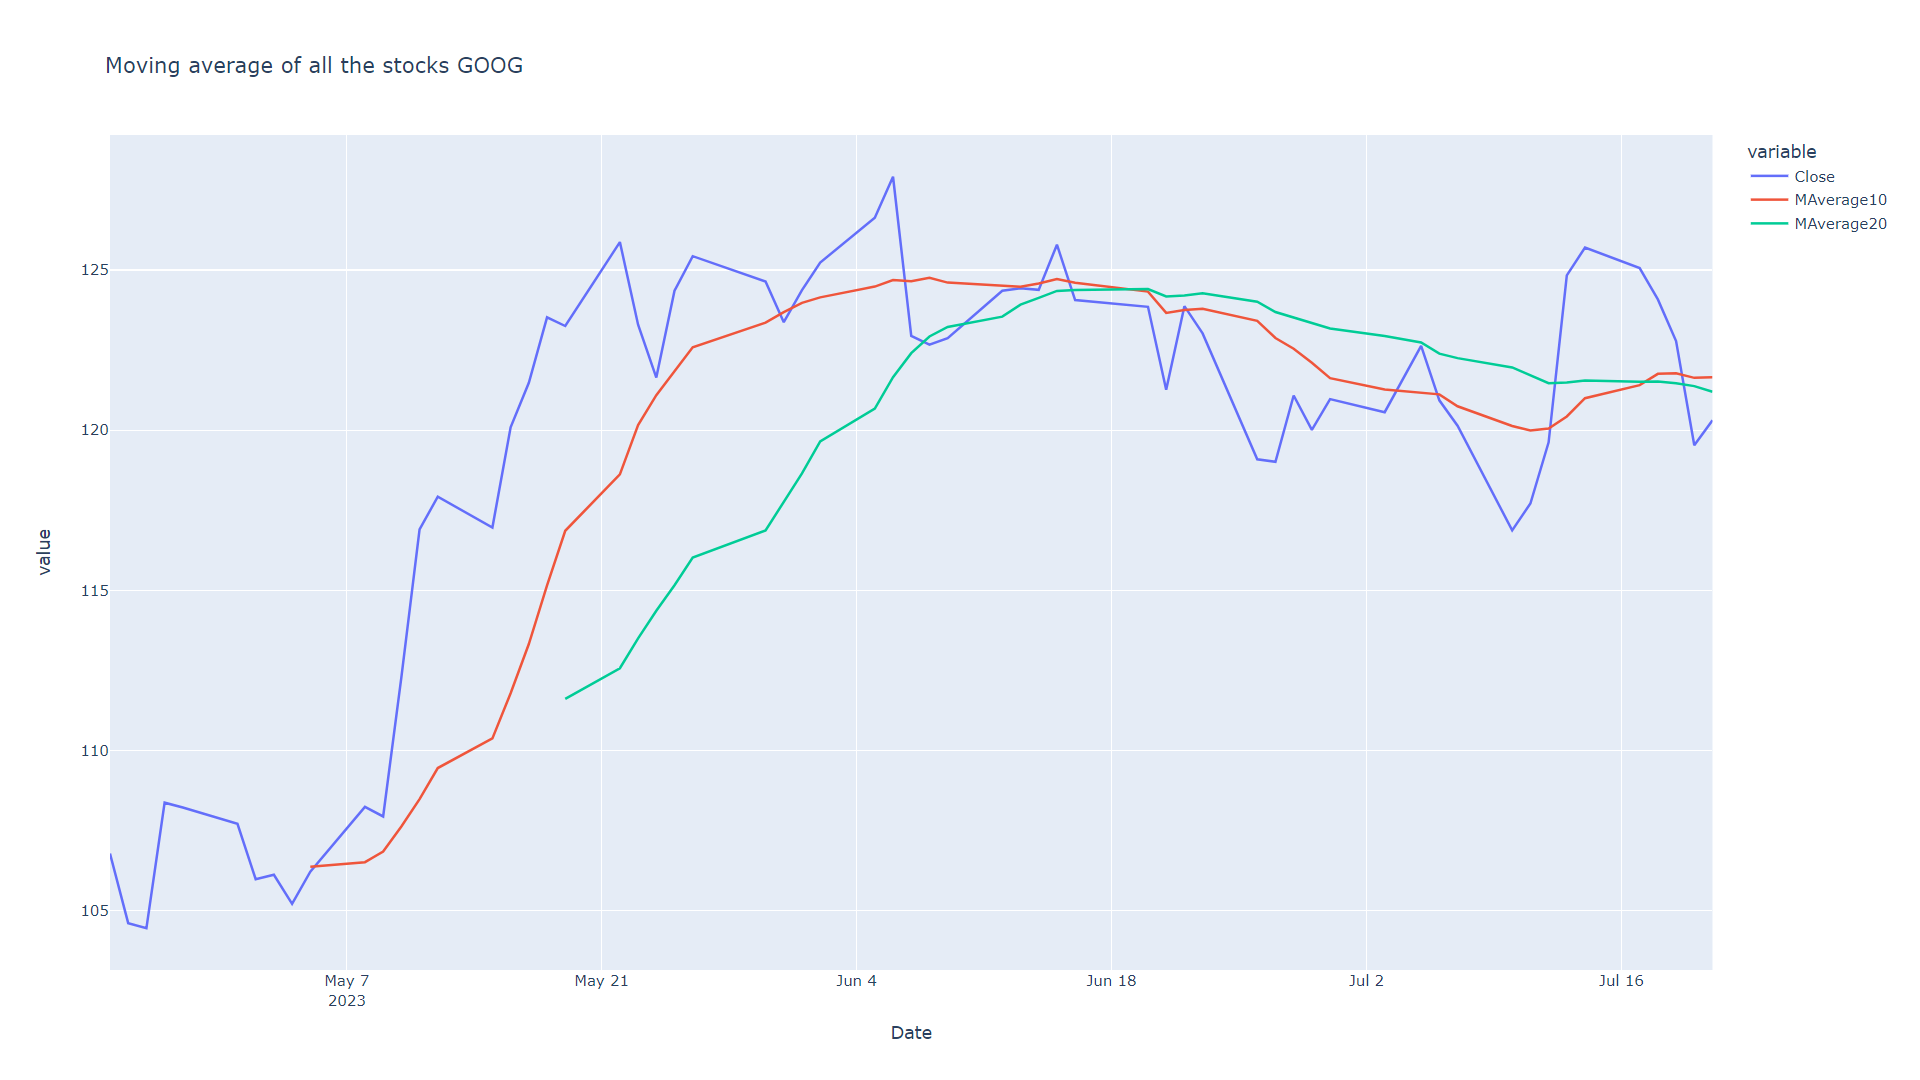 Moving average of all the stocks GOOG
variable
Close
MAverage10
MAverage20
value
125
120
115
110
105
May 7
2023
May 21
Jun 4
Jun 18
Jul 2
Jul 16
Date